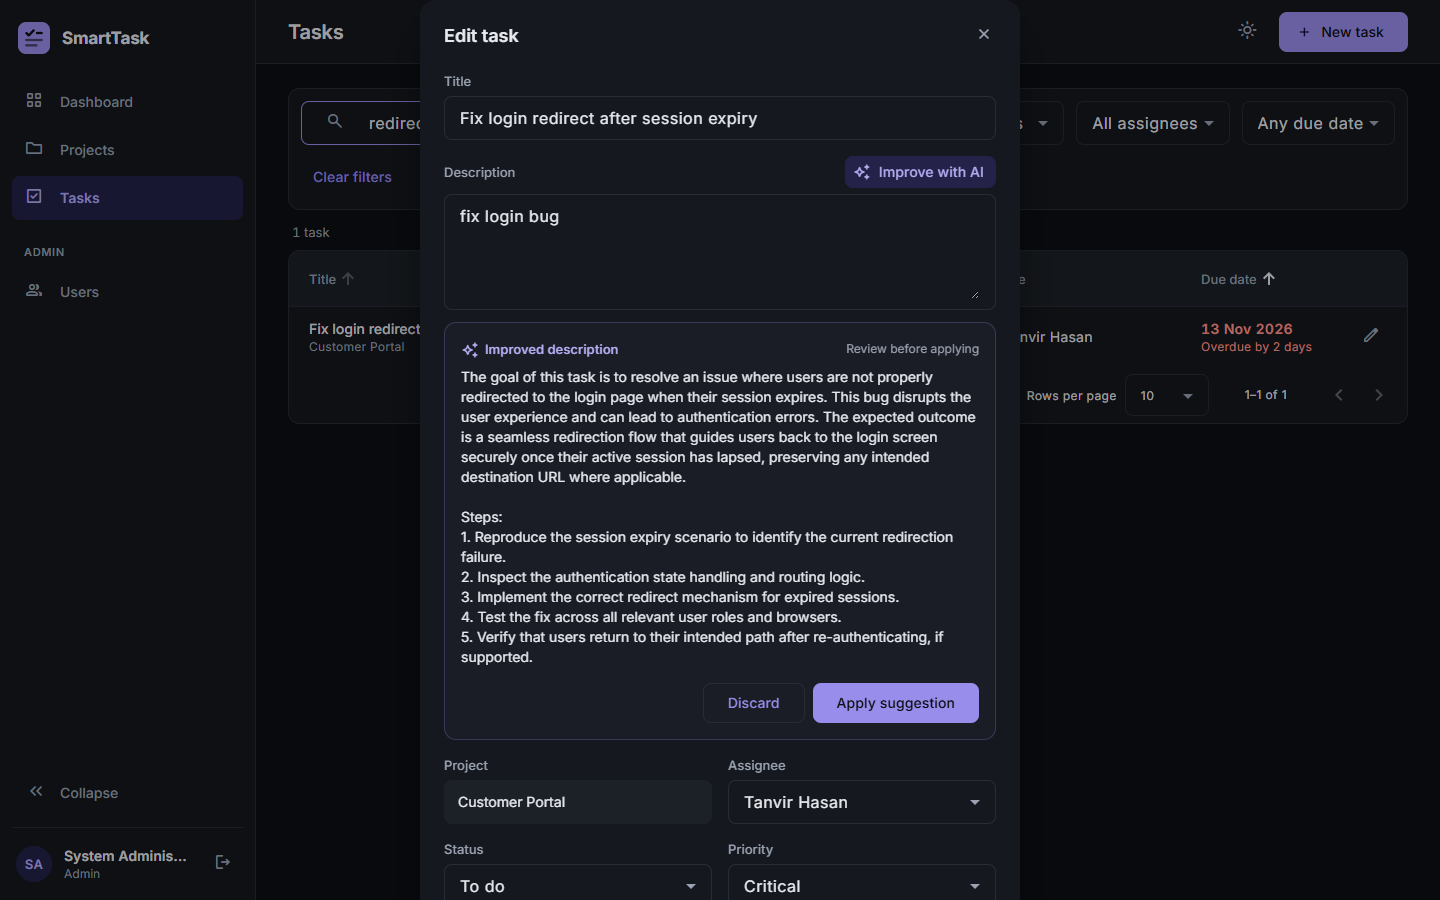 SmartTask
Dashboard
Projects
Tasks
ADMIN
Users
Collapse
SA
System Adminis...
Admin
Tasks
New task
redirec
All assignees
Any due date
Clear filters
1 task
Title
Due date
Fix login redirect
Customer Portal
nvir Hasan
13 Nov 2026
Overdue by 2 days
Rows per page
10
1–1 of 1
Edit task
Title
Fix login redirect after session expiry
Description
Improve with AI
fix login bug
Improved description
Review before applying
The goal of this task is to resolve an issue where users are not properly
redirected to the login page when their session expires. This bug disrupts the
user experience and can lead to authentication errors. The expected outcome
is a seamless redirection flow that guides users back to the login screen
securely once their active session has lapsed, preserving any intended
destination URL where applicable.
Steps:
1. Reproduce the session expiry scenario to identify the current redirection
failure.
2. Inspect the authentication state handling and routing logic.
3. Implement the correct redirect mechanism for expired sessions.
4. Test the fix across all relevant user roles and browsers.
5. Verify that users return to their intended path after re-authenticating, if
supported.
Discard
Apply suggestion
Project
Assignee
Customer Portal
Tanvir Hasan
Status
Priority
To do
Critical